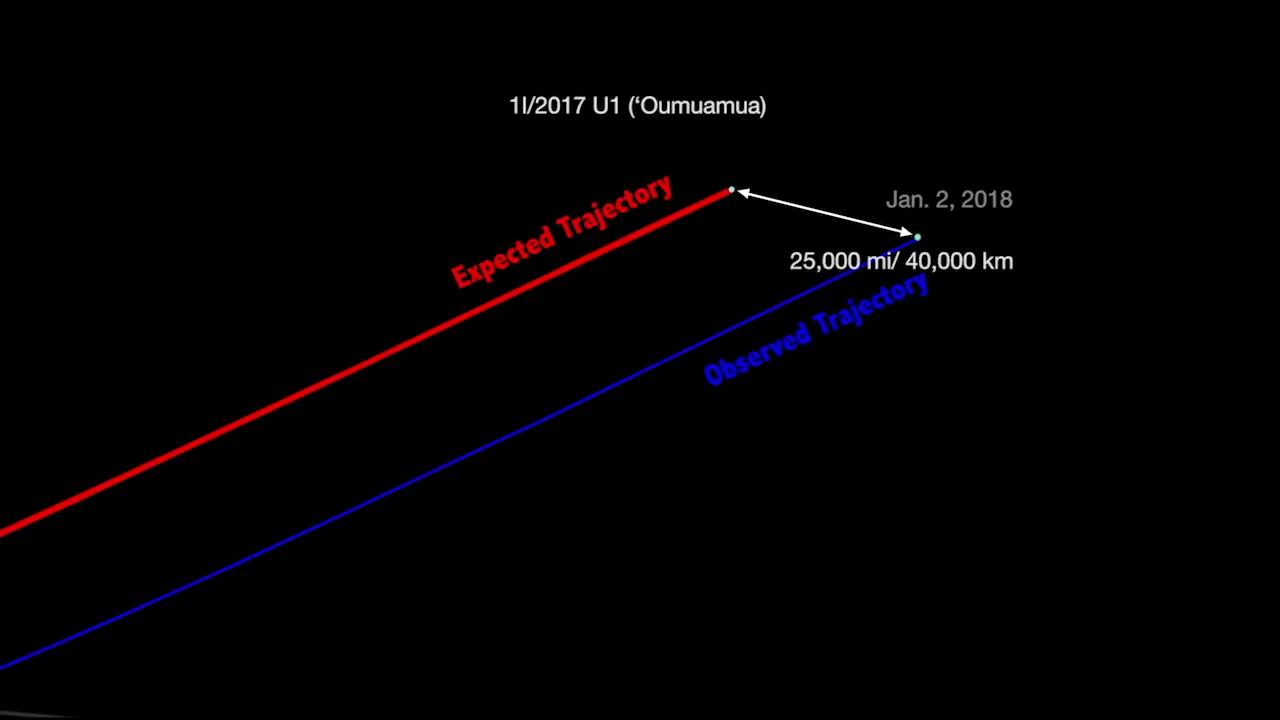 1I/2017 U1 (‘Oumuamua)
Expected Trajectory
Jan. 2, 2018
25,000 mi/ 40,000 km
Observed Trajectory